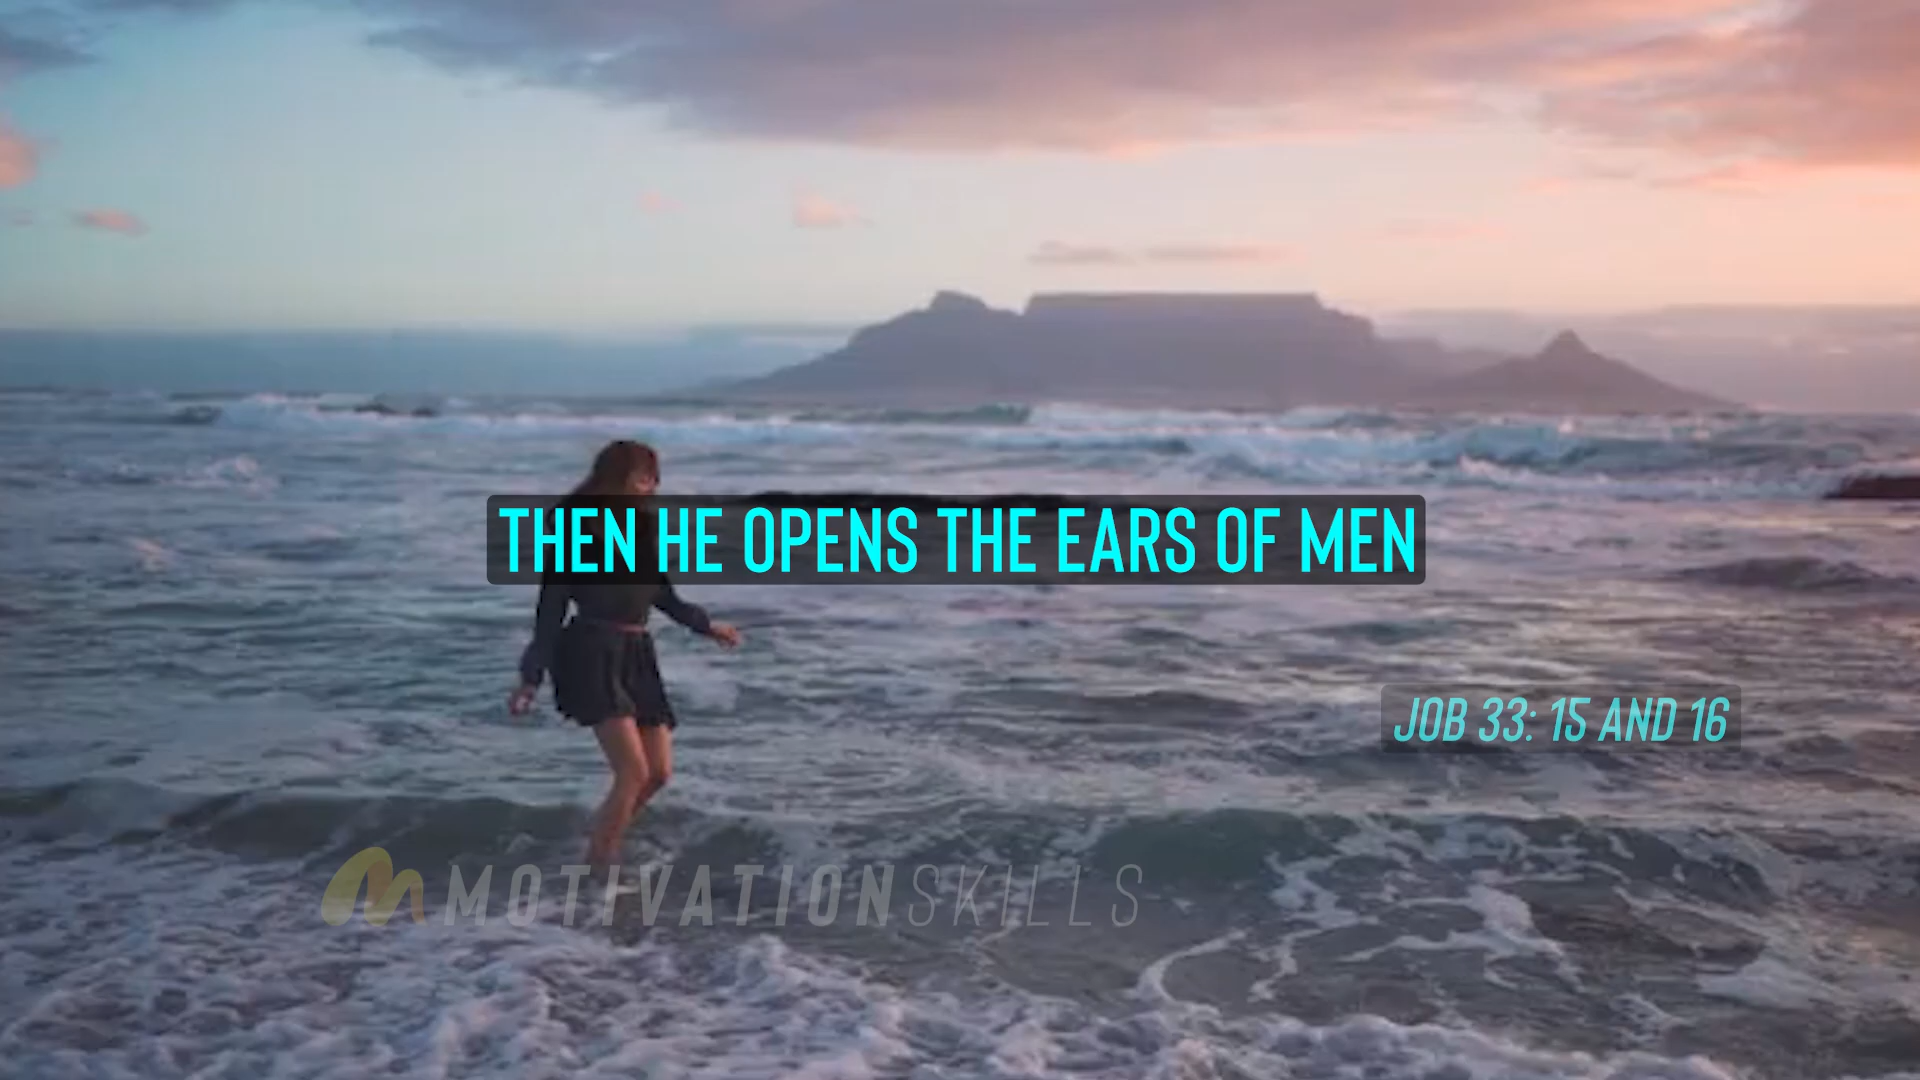 THEN HE OPENS THE EARS OF MEN
JOB 33: 15 AND 16
MOTIVATIONSKILLS